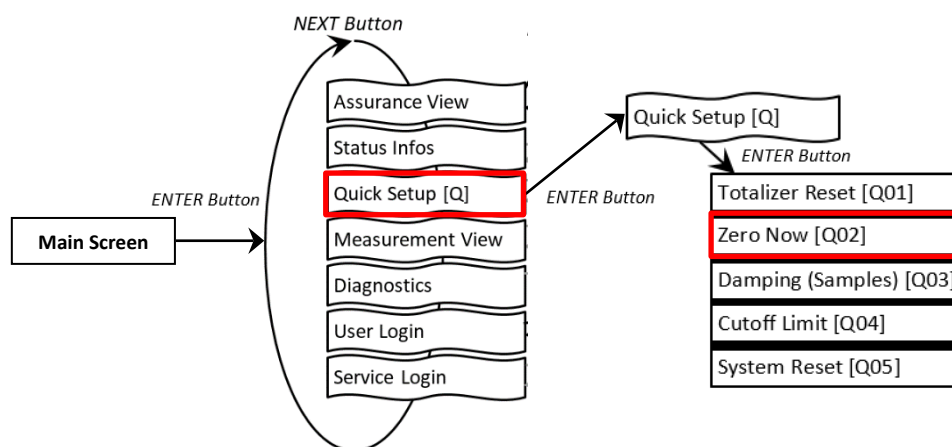 NEXT Button
Assurance View
Status Infos
Quick Setup [Q]
Measurement View
Diagnostics
User Login
Service Login
ENTER Button
Main Screen
ENTER Button
Quick Setup [Q]
ENTER Button
Totalizer Reset [Q01]
Zero Now [Q02]
Damping (Samples) [Q03]
Cutoff Limit [Q04]
System Reset [Q05]